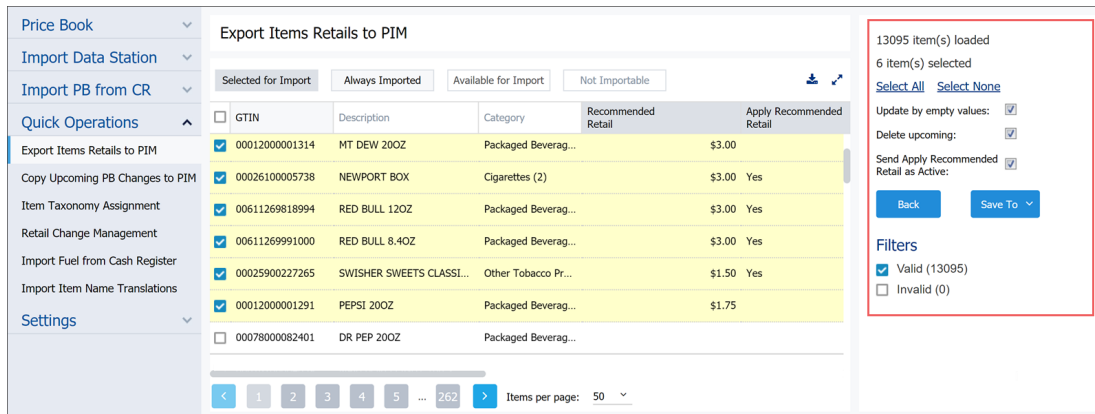 Price Book
Import Data Station
Import PB from CR
Quick Operations
Export Items Retails to PIM
Copy Upcoming PB Changes to PIM
Item Taxonomy Assignment
Retail Change Management
Import Fuel from Cash Register
Import Item Name Translations
Settings
Export Items Retails to PIM
Selected for Import Always Imported Available for Import Not Importable
GTIN Description Category Recommended Retail Apply Recommended Retail
00012000001314 MT DEW 20OZ Packaged Beverag... $3.00
00026100005738 NEWPORT BOX Cigarettes (2) $3.00 Yes
00611269818994 RED BULL 12OZ Packaged Beverag... $3.00 Yes
00611269991000 RED BULL 8.4OZ Packaged Beverag... $3.00 Yes
00025900227265 SWISHER SWEETS CLASSI... Other Tobacco Pr... $1.50 Yes
00012000001291 PEPSI 20OZ Packaged Beverag... $1.75
00078000082401 DR PEP 20OZ Packaged Beverag...
< 1 2 3 4 5 ... 262 > Items per page: 50
13095 item(s) loaded
6 item(s) selected
Select All Select None
Update by empty values:
Delete upcoming:
Send Apply Recommended
Retail as Active:
Back Save To
Filters
Valid (13095)
Invalid (0)